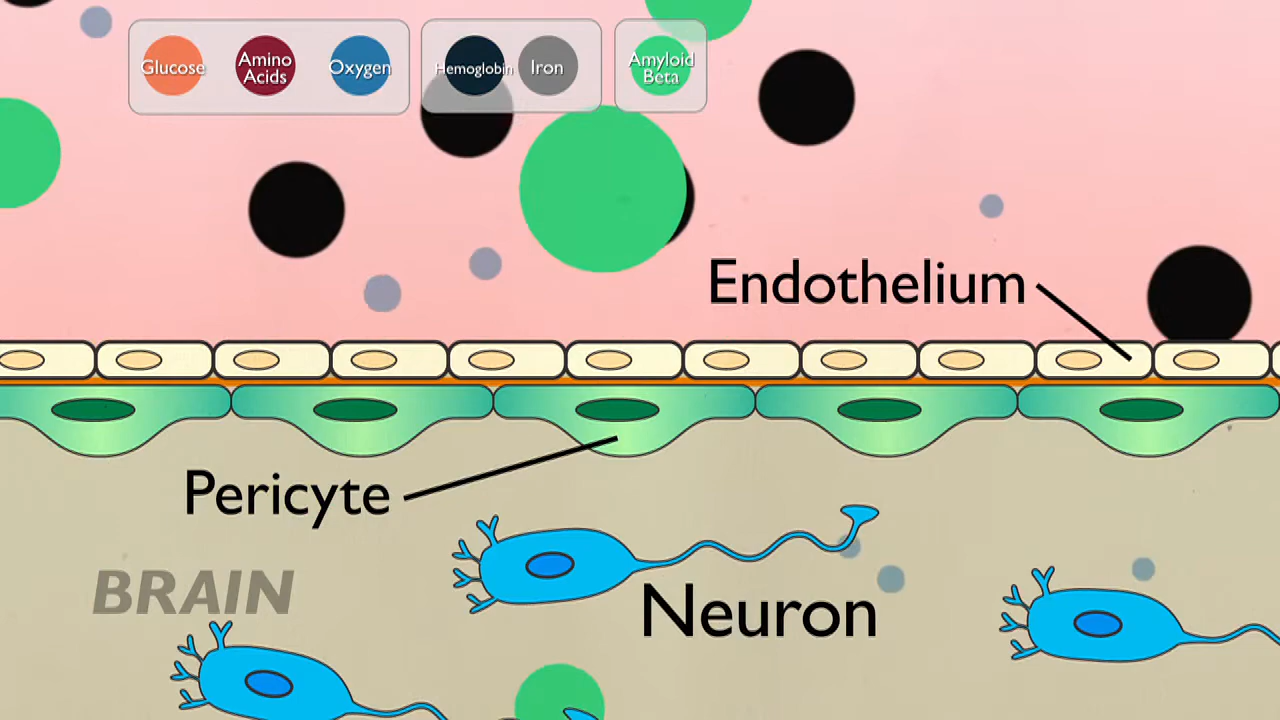 Glucose
Amino
Acids
Oxygen
Hemoglobin
Iron
Amyloid
Beta
Endothelium
Pericyte
BRAIN
Neuron